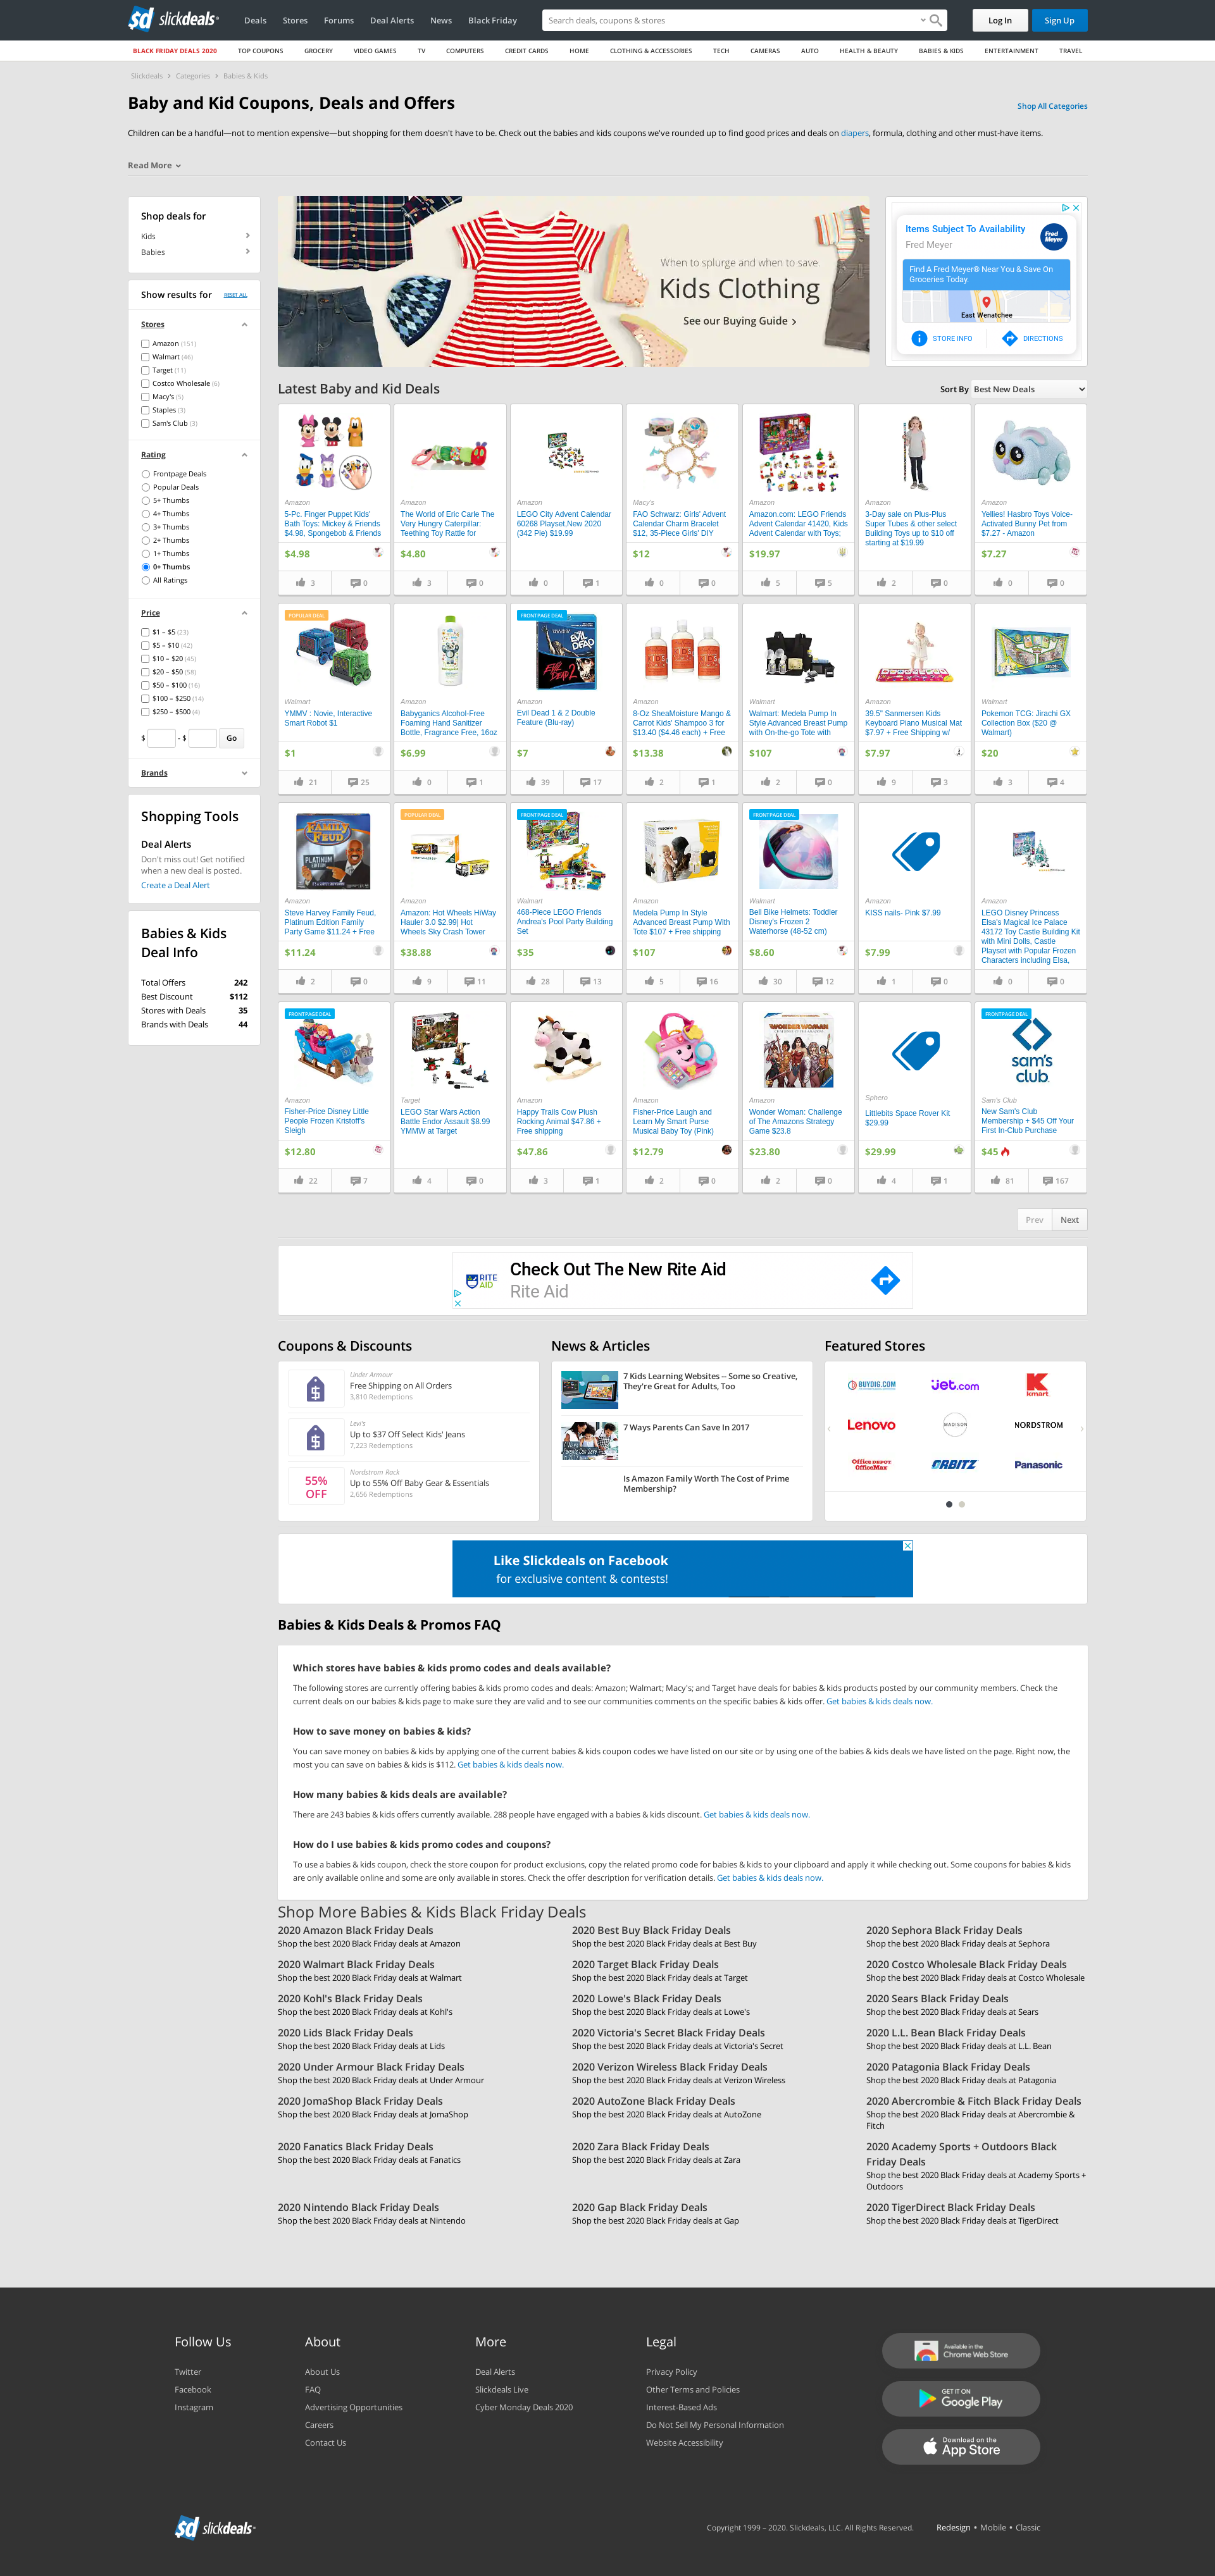 slickdeals
Deals Stores Forums Deal Alerts News Black Friday
Search deals, coupons & stores
Log In
Sign Up
BLACK FRIDAY DEALS 2020 TOP COUPONS GROCERY VIDEO GAMES TV COMPUTERS CREDIT CARDS HOME CLOTHING & ACCESSORIES TECH CAMERAS AUTO HEALTH & BEAUTY BABIES & KIDS ENTERTAINMENT TRAVEL
Slickdeals > Categories > Babies & Kids
Baby and Kid Coupons, Deals and Offers
Shop All Categories
Children can be a handful—not to mention expensive—but shopping for them doesn't have to be. Check out the babies and kids coupons we've rounded up to find good prices and deals on diapers, formula, clothing and other must-have items.
Read More
Shop deals for
Kids
Babies
Show results for
RESET ALL
Stores
Amazon (151)
Walmart (46)
Target (11)
Costco Wholesale (6)
Macy's (5)
Staples (3)
Sam's Club (3)
Rating
Frontpage Deals
Popular Deals
5+ Thumbs
4+ Thumbs
3+ Thumbs
2+ Thumbs
1+ Thumbs
0+ Thumbs
All Ratings
Price
$1 – $5 (23)
$5 – $10 (42)
$10 – $20 (45)
$20 – $50 (58)
$50 – $100 (16)
$100 – $250 (14)
$250 – $500 (4)
$ - $ Go
Brands
Shopping Tools
Deal Alerts
Don't miss out! Get notified
when a new deal is posted.
Create a Deal Alert
Babies & Kids
Deal Info
Total Offers 242
Best Discount $112
Stores with Deals 35
Brands with Deals 44
When to splurge and when to save.
Kids Clothing
See our Buying Guide >
Items Subject To Availability
Fred Meyer
Find A Fred Meyer® Near You & Save On
Groceries Today.
East Wenatchee
STORE INFO
DIRECTIONS
Latest Baby and Kid Deals
Sort By Best New Deals
Amazon
5-Pc. Finger Puppet Kids'
Bath Toys: Mickey & Friends
$4.98, Spongebob & Friends
$4.98
3 0
Amazon
The World of Eric Carle The
Very Hungry Caterpillar:
Teething Toy Rattle for
$4.80
3 0
Amazon
LEGO City Advent Calendar
60268 Playset,New 2020
(342 Pie) $19.99
0 1
Macy's
FAO Schwarz: Girls' Advent
Calendar Charm Bracelet
$12, 35-Piece Girls' DIY
$12
0 0
Amazon
Amazon.com: LEGO Friends
Advent Calendar 41420, Kids
Advent Calendar with Toys;
$19.97
5 5
Amazon
3-Day sale on Plus-Plus
Super Tubes & other select
Building Toys up to $10 off
starting at $19.99
2 0
Amazon
Yellies! Hasbro Toys Voice-
Activated Bunny Pet from
$7.27 - Amazon
$7.27
0 0
POPULAR DEAL
Walmart
YMMV : Novie, Interactive
Smart Robot $1
$1
21 25
Amazon
Babyganics Alcohol-Free
Foaming Hand Sanitizer
Bottle, Fragrance Free, 16oz
$6.99
0 1
FRONTPAGE DEAL
EVIL DEAD
EVIL DEAD 2
Amazon
Evil Dead 1 & 2 Double
Feature (Blu-ray)
$7
39 17
Amazon
8-Oz SheaMoisture Mango &
Carrot Kids' Shampoo 3 for
$13.40 ($4.46 each) + Free
$13.38
2 1
Walmart
Walmart: Medela Pump In
Style Advanced Breast Pump
with On-the-go Tote with
$107
2 0
Amazon
39.5" Sanmersen Kids
Keyboard Piano Musical Mat
$7.97 + Free Shipping w/
$7.97
9 3
Walmart
Pokemon TCG: Jirachi GX
Collection Box ($20 @
Walmart)
$20
3 4
FAMILY FEUD
PLATINUM EDITION
Amazon
Steve Harvey Family Feud,
Platinum Edition Family
Party Game $11.24 + Free
$11.24
2 0
POPULAR DEAL
Amazon
Amazon: Hot Wheels HiWay
Hauler 3.0 $2.99| Hot
Wheels Sky Crash Tower
$38.88
9 11
FRONTPAGE DEAL
Walmart
468-Piece LEGO Friends
Andrea's Pool Party Building
Set
$35
28 13
medela
Amazon
Medela Pump In Style
Advanced Breast Pump With
Tote $107 + Free shipping
$107
5 16
FRONTPAGE DEAL
Walmart
Bell Bike Helmets: Toddler
Disney's Frozen 2
Waterhorse (48-52 cm)
$8.60
30 12
Amazon
KISS nails- Pink $7.99
$7.99
1 0
Amazon
LEGO Disney Princess
Elsa's Magical Ice Palace
43172 Toy Castle Building Kit
with Mini Dolls, Castle
Playset with Popular Frozen
Characters including Elsa,
0 0
FRONTPAGE DEAL
Amazon
Fisher-Price Disney Little
People Frozen Kristoff's
Sleigh
$12.80
22 7
Target
LEGO Star Wars Action
Battle Endor Assault $8.99
YMMW at Target
4 0
Amazon
Happy Trails Cow Plush
Rocking Animal $47.86 +
Free shipping
$47.86
3 1
Amazon
Fisher-Price Laugh and
Learn My Smart Purse
Musical Baby Toy (Pink)
$12.79
2 0
WONDER WOMAN
Amazon
Wonder Woman: Challenge
of The Amazons Strategy
Game $23.8
$23.80
2 0
Sphero
Littlebits Space Rover Kit
$29.99
$29.99
4 1
FRONTPAGE DEAL
sam's club
Sam's Club
New Sam's Club
Membership + $45 Off Your
First In-Club Purchase
$45
81 167
Prev Next
RITE AID
Check Out The New Rite Aid
Rite Aid
Coupons & Discounts
Under Armour
Free Shipping on All Orders
3,810 Redemptions
Levi's
Up to $37 Off Select Kids' Jeans
7,223 Redemptions
55% OFF
Nordstrom Rack
Up to 55% Off Baby Gear & Essentials
2,656 Redemptions
News & Articles
7 Kids Learning Websites -- Some so Creative,
They're Great for Adults, Too
7 Ways Parents Can Save In 2017
Is Amazon Family Worth The Cost of Prime
Membership?
Featured Stores
BUYDIG.COM jet.com kmart
Lenovo MADISON NORDSTROM
OFFICE DEPOT OfficeMax ORBITZ Panasonic
Like Slickdeals on Facebook
for exclusive content & contests!
Babies & Kids Deals & Promos FAQ
Which stores have babies & kids promo codes and deals available?
The following stores are currently offering babies & kids promo codes and deals: Amazon; Walmart; Macy's; and Target have deals for babies & kids products posted by our community members. Check the
current deals on our babies & kids page to make sure they are valid and to see our communities comments on the specific babies & kids offer. Get babies & kids deals now.
How to save money on babies & kids?
You can save money on babies & kids by applying one of the current babies & kids coupon codes we have listed on our site or by using one of the babies & kids deals we have listed on the page. Right now, the
most you can save on babies & kids is $112. Get babies & kids deals now.
How many babies & kids deals are available?
There are 243 babies & kids offers currently available. 288 people have engaged with a babies & kids discount. Get babies & kids deals now.
How do I use babies & kids promo codes and coupons?
To use a babies & kids coupon, check the store coupon for product exclusions, copy the related promo code for babies & kids to your clipboard and apply it while checking out. Some coupons for babies & kids
are only available online and some are only available in stores. Check the offer description for verification details. Get babies & kids deals now.
Shop More Babies & Kids Black Friday Deals
2020 Amazon Black Friday Deals
Shop the best 2020 Black Friday deals at Amazon
2020 Best Buy Black Friday Deals
Shop the best 2020 Black Friday deals at Best Buy
2020 Sephora Black Friday Deals
Shop the best 2020 Black Friday deals at Sephora
2020 Walmart Black Friday Deals
Shop the best 2020 Black Friday deals at Walmart
2020 Target Black Friday Deals
Shop the best 2020 Black Friday deals at Target
2020 Costco Wholesale Black Friday Deals
Shop the best 2020 Black Friday deals at Costco Wholesale
2020 Kohl's Black Friday Deals
Shop the best 2020 Black Friday deals at Kohl's
2020 Lowe's Black Friday Deals
Shop the best 2020 Black Friday deals at Lowe's
2020 Sears Black Friday Deals
Shop the best 2020 Black Friday deals at Sears
2020 Lids Black Friday Deals
Shop the best 2020 Black Friday deals at Lids
2020 Victoria's Secret Black Friday Deals
Shop the best 2020 Black Friday deals at Victoria's Secret
2020 L.L. Bean Black Friday Deals
Shop the best 2020 Black Friday deals at L.L. Bean
2020 Under Armour Black Friday Deals
Shop the best 2020 Black Friday deals at Under Armour
2020 Verizon Wireless Black Friday Deals
Shop the best 2020 Black Friday deals at Verizon Wireless
2020 Patagonia Black Friday Deals
Shop the best 2020 Black Friday deals at Patagonia
2020 JomaShop Black Friday Deals
Shop the best 2020 Black Friday deals at JomaShop
2020 AutoZone Black Friday Deals
Shop the best 2020 Black Friday deals at AutoZone
2020 Abercrombie & Fitch Black Friday Deals
Shop the best 2020 Black Friday deals at Abercrombie &
Fitch
2020 Fanatics Black Friday Deals
Shop the best 2020 Black Friday deals at Fanatics
2020 Zara Black Friday Deals
Shop the best 2020 Black Friday deals at Zara
2020 Academy Sports + Outdoors Black
Friday Deals
Shop the best 2020 Black Friday deals at Academy Sports +
Outdoors
2020 Nintendo Black Friday Deals
Shop the best 2020 Black Friday deals at Nintendo
2020 Gap Black Friday Deals
Shop the best 2020 Black Friday deals at Gap
2020 TigerDirect Black Friday Deals
Shop the best 2020 Black Friday deals at TigerDirect
Follow Us
Twitter
Facebook
Instagram
About
About Us
FAQ
Advertising Opportunities
Careers
Contact Us
More
Deal Alerts
Slickdeals Live
Cyber Monday Deals 2020
Legal
Privacy Policy
Other Terms and Policies
Interest-Based Ads
Do Not Sell My Personal Information
Website Accessibility
Available in the
Chrome Web Store
GET IT ON
Google Play
Download on the
App Store
slickdeals
Copyright 1999 – 2020. Slickdeals, LLC. All Rights Reserved.
Redesign • Mobile • Classic